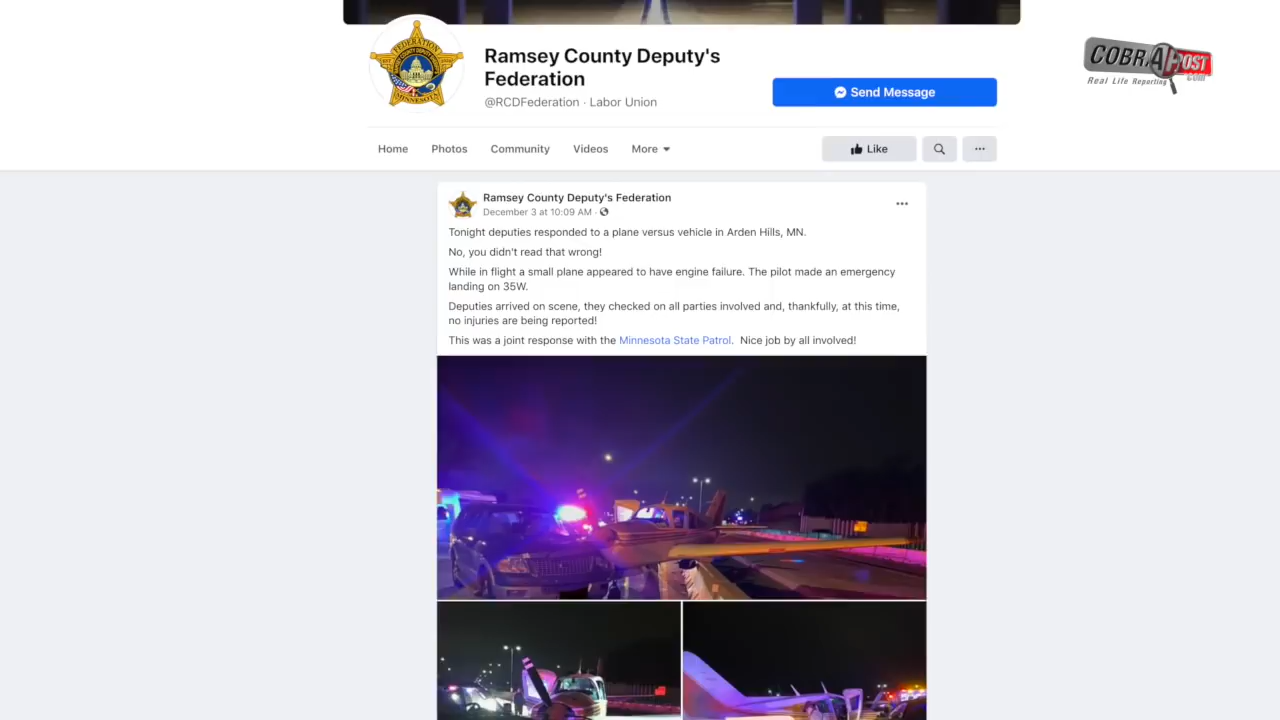 FEDERATION
MINNESOTA
Ramsey County Deputy's
Federation
@RCDFederation · Labor Union
Send Message
COBRAPOST
.COM
Real Life Reporting
Home
Photos
Community
Videos
More
Like
Ramsey County Deputy's Federation
December 3 at 10:09 AM ·
Tonight deputies responded to a plane versus vehicle in Arden Hills, MN.
No, you didn't read that wrong!
While in flight a small plane appeared to have engine failure. The pilot made an emergency
landing on 35W.
Deputies arrived on scene, they checked on all parties involved and, thankfully, at this time,
no injuries are being reported!
This was a joint response with the Minnesota State Patrol. Nice job by all involved!